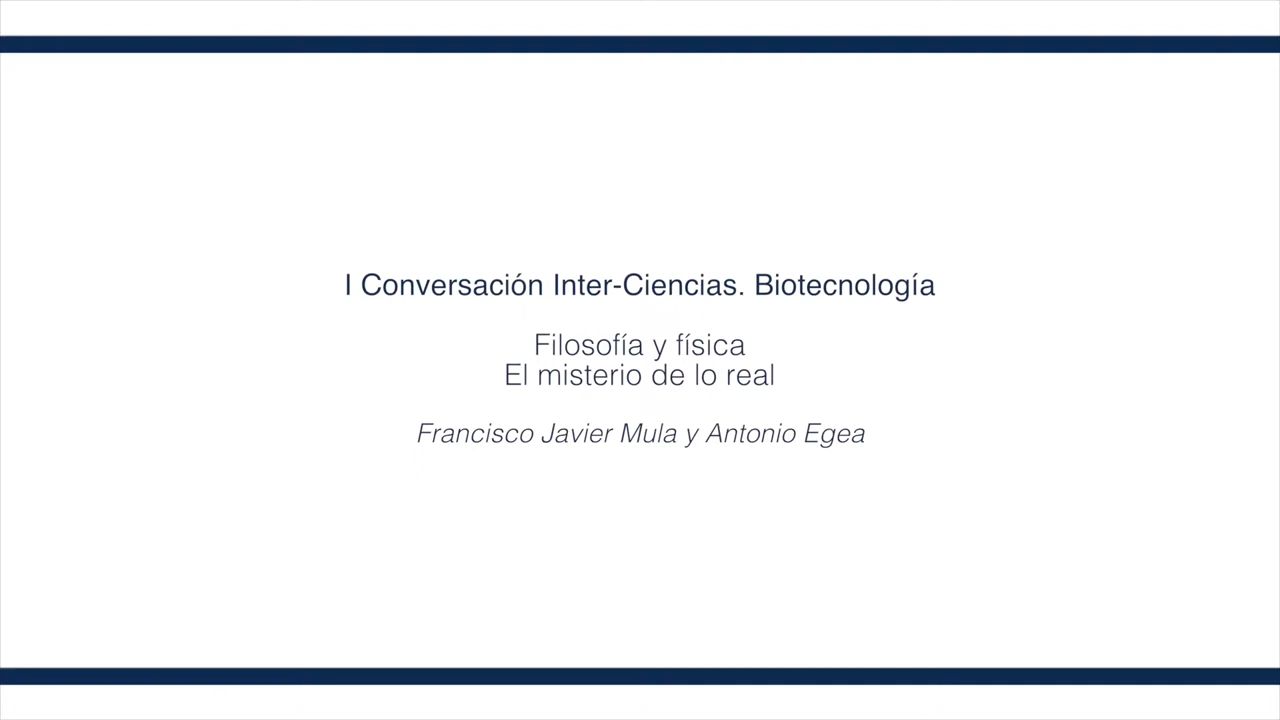 I Conversación Inter-Ciencias. Biotecnología
Filosofía y física
El misterio de lo real
Francisco Javier Mula y Antonio Egea